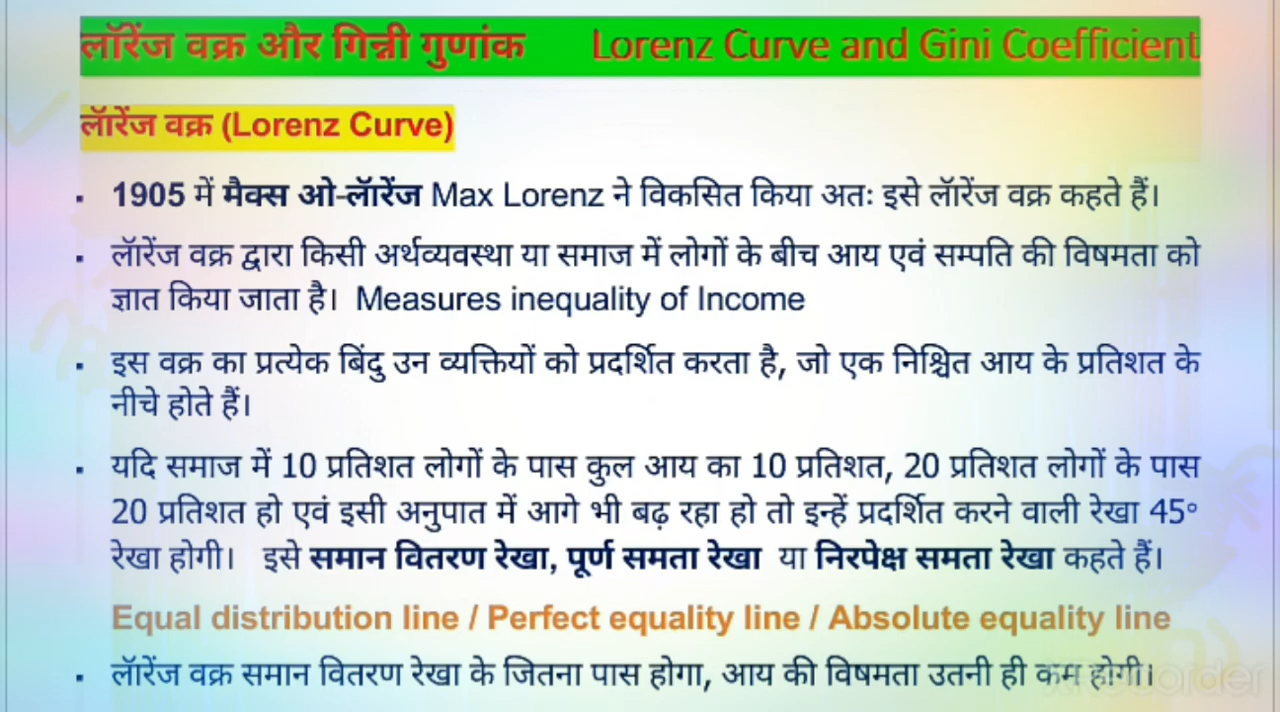 लॉरेंज वक्र और गिन्नी गुणांक Lorenz Curve and Gini Coefficient
लॉरेंज वक्र (Lorenz Curve)
▪ 1905 में मैक्स ओ-लॉरेंज Max Lorenz ने विकसित किया अतः इसे लॉरेंज वक्र कहते हैं।
▪ लॉरेंज वक्र द्वारा किसी अर्थव्यवस्था या समाज में लोगों के बीच आय एवं सम्पति की विषमता को
ज्ञात किया जाता है। Measures inequality of Income
▪ इस वक्र का प्रत्येक बिंदु उन व्यक्तियों को प्रदर्शित करता है, जो एक निश्चित आय के प्रतिशत के
नीचे होते हैं।
▪ यदि समाज में 10 प्रतिशत लोगों के पास कुल आय का 10 प्रतिशत, 20 प्रतिशत लोगों के पास
20 प्रतिशत हो एवं इसी अनुपात में आगे भी बढ़ रहा हो तो इन्हें प्रदर्शित करने वाली रेखा 45°
रेखा होगी। इसे समान वितरण रेखा, पूर्ण समता रेखा या निरपेक्ष समता रेखा कहते हैं।
Equal distribution line / Perfect equality line / Absolute equality line
▪ लॉरेंज वक्र समान वितरण रेखा के जितना पास होगा, आय की विषमता उतनी ही कम होगी।